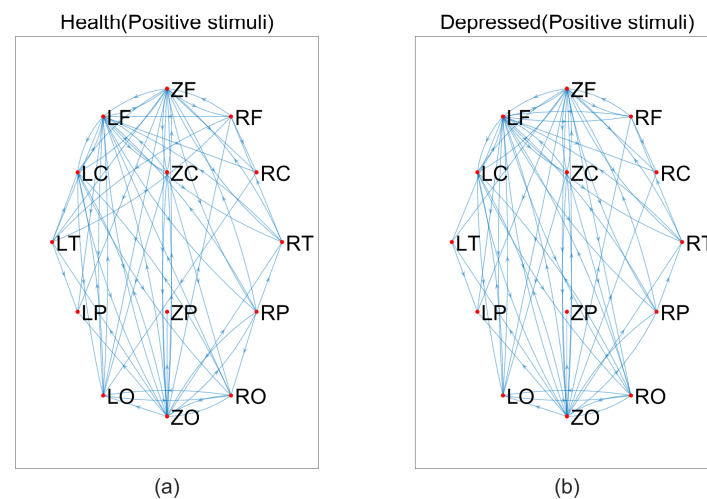 Health(Positive stimuli)
ZF
LF
RF
LC
ZC
RC
LT
RT
LP
ZP
RP
LO
RO
ZO
(a)
Depressed(Positive stimuli)
ZF
LF
RF
LC
ZC
RC
LT
RT
LP
ZP
RP
LO
RO
ZO
(b)